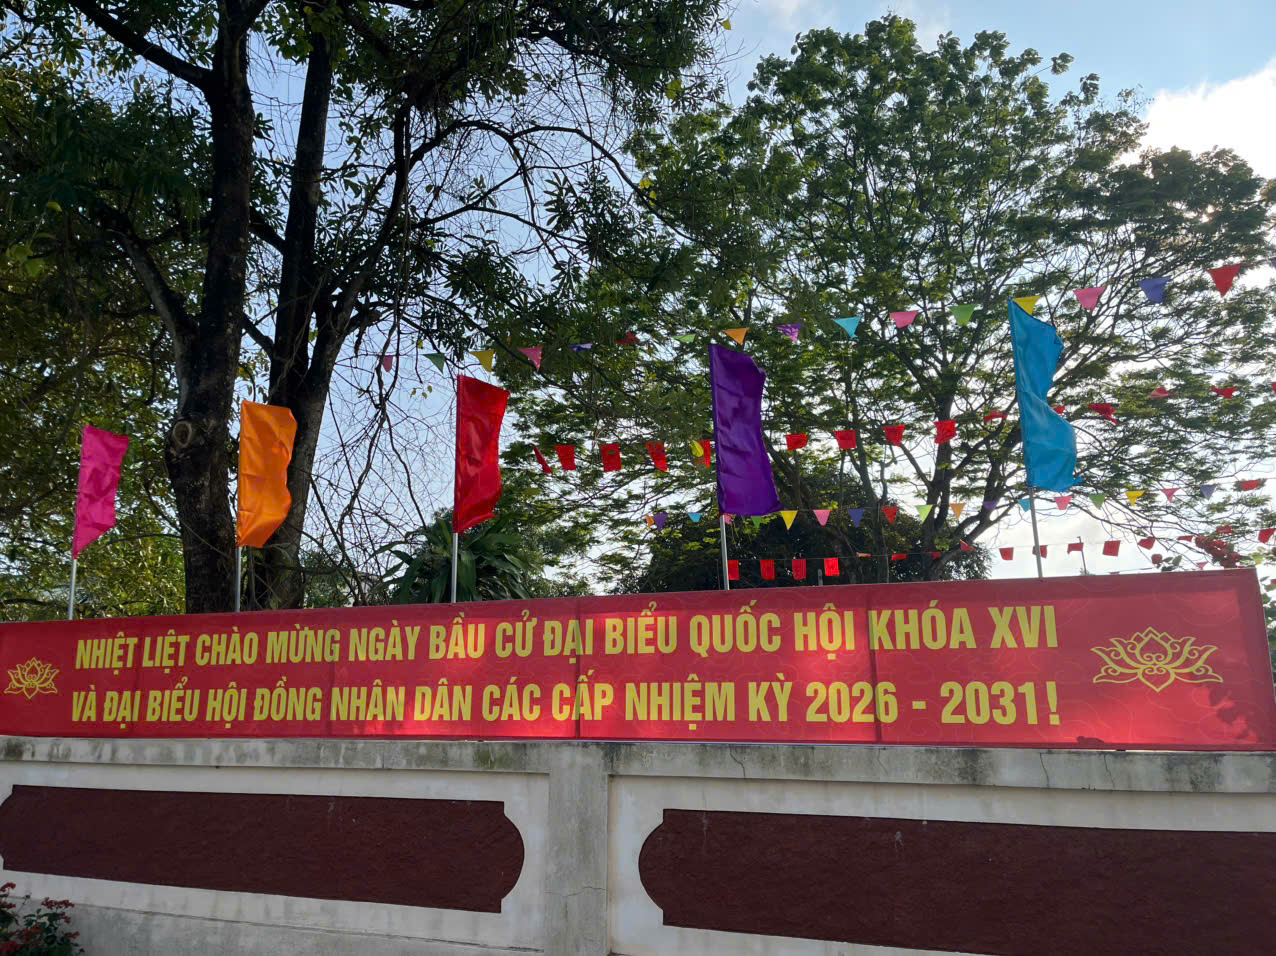 NHIỆT LIỆT CHÀO MỪNG NGÀY BẦU CỬ ĐẠI BIỂU QUỐC HỘI KHÓA XVI
VÀ ĐẠI BIỂU HỘI ĐỒNG NHÂN DÂN CÁC CẤP NHIỆM KỲ 2026 - 2031!